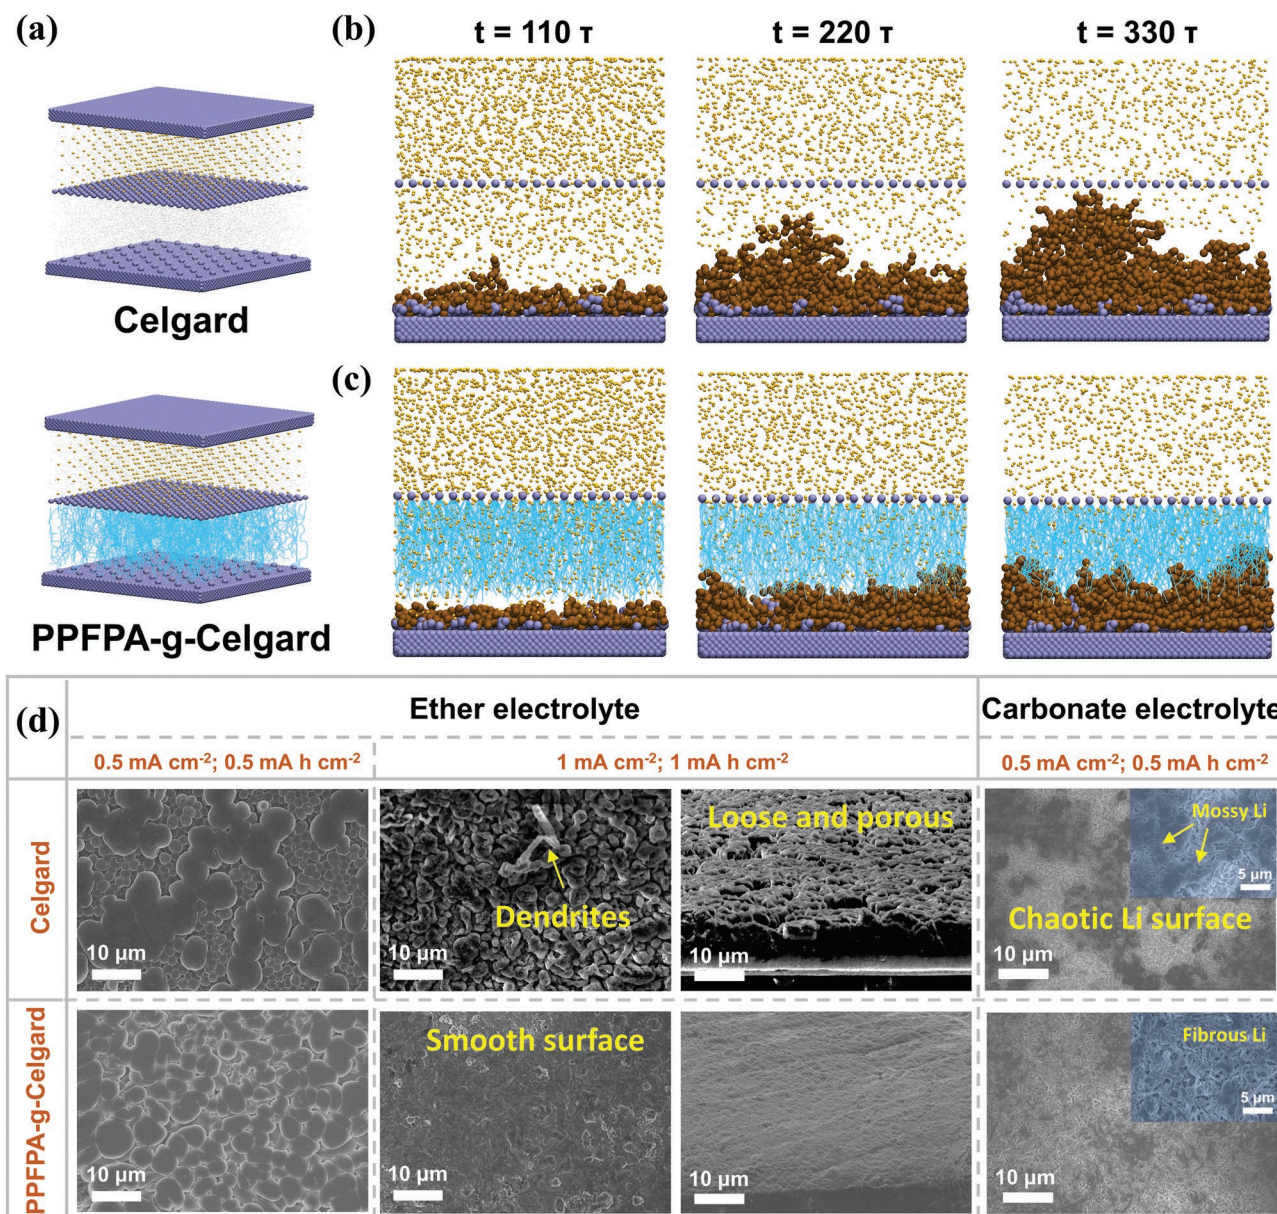 (a)
(b)
t = 110 τ
t = 220 τ
t = 330 τ
Celgard
(c)
PPFPA-g-Celgard
(d)
Ether electrolyte
Carbonate electrolyte
0.5 mA cm⁻²; 0.5 mA h cm⁻²
1 mA cm⁻²; 1 mA h cm⁻²
0.5 mA cm⁻²; 0.5 mA h cm⁻²
Celgard
10 μm
Dendrites
10 μm
Loose and porous
10 μm
Mossy Li
5 μm
Chaotic Li surface
10 μm
PPFPA-g-Celgard
10 μm
Smooth surface
10 μm
10 μm
Fibrous Li
5 μm
10 μm